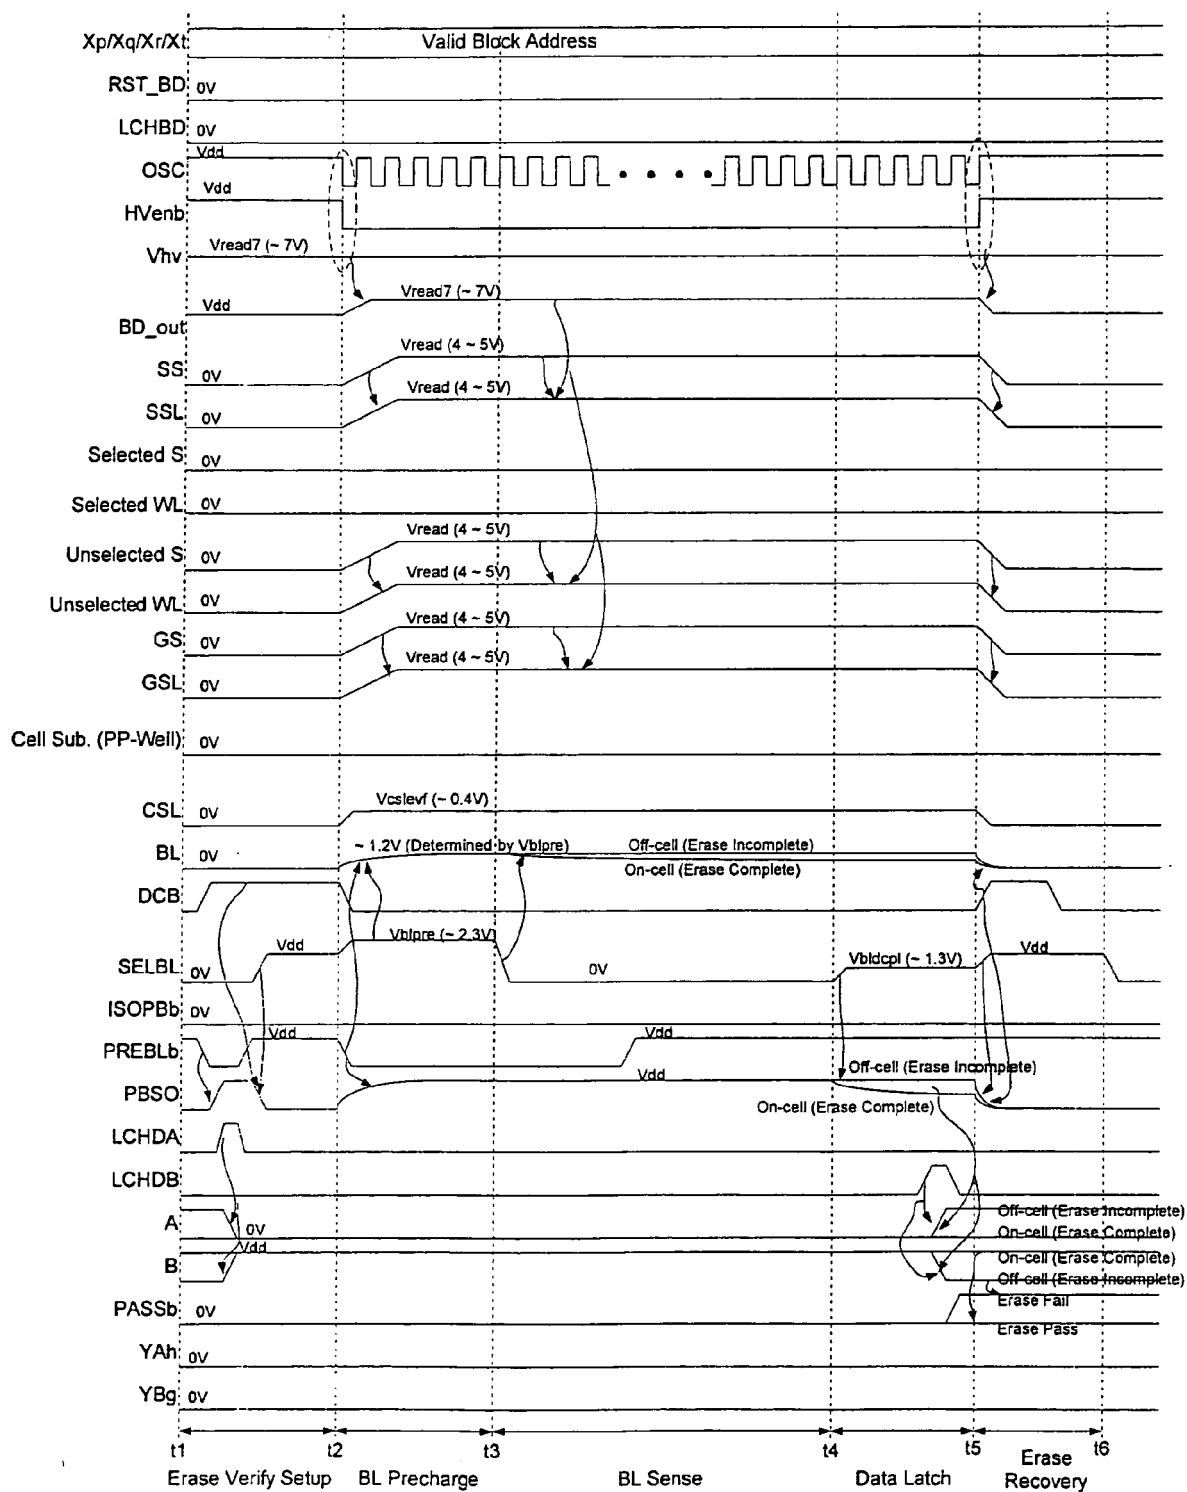 Xp/Xq/Xr/Xt Valid Block Address
RST_BD 0V
LCHBD 0V
Vdd
OSC
Vdd
HVenb
Vread7 (~ 7V)
Vhv
Vread7 (~ 7V)
Vdd
BD_out
Vread (4 ~ 5V)
SS 0V
Vread (4 ~ 5V)
SSL 0V
Selected S 0V
Selected WL 0V
Vread (4 ~ 5V)
Unselected S 0V
Vread (4 ~ 5V)
Unselected WL 0V
Vread (4 ~ 5V)
GS 0V
Vread (4 ~ 5V)
GSL 0V
Cell Sub. (PP-Well) 0V
Vcslevf (~ 0.4V)
CSL 0V
~ 1.2V (Determined by Vblpre) Off-cell (Erase Incomplete)
BL 0V
On-cell (Erase Complete)
DCB
Vblpre (~ 2.3V)
Vdd Vdd
Vbldcpl (~ 1.3V)
SELBL 0V 0V
ISOPBb 0V
Vdd Vdd
PREBLb
Off-cell (Erase Incomplete)
Vdd
PBSO
On-cell (Erase Complete)
LCHDA
LCHDB
Off-cell (Erase Incomplete)
A 0V
On-cell (Erase Complete)
Vdd
On-cell (Erase Complete)
B
Off-cell (Erase Incomplete)
Erase Fail
PASSb 0V
Erase Pass
YAh 0V
YBg 0V
t1 t2 t3 t4 t5 t6
Erase Verify Setup BL Precharge BL Sense Data Latch Erase Recovery